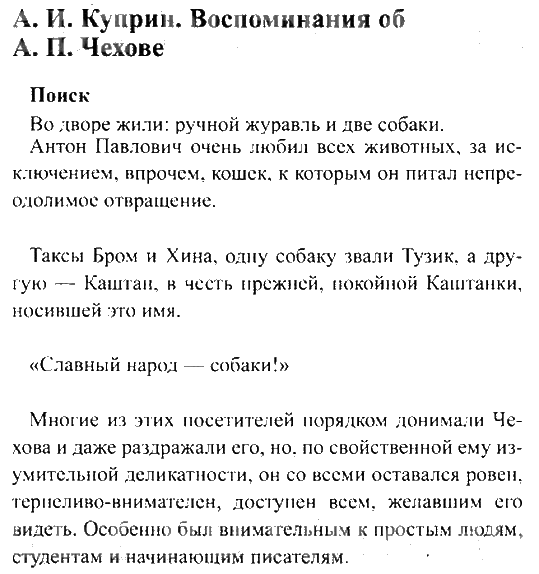 А. И. Куприн. Воспоминания об
А. П. Чехове
Поиск
Во дворе жили: ручной журавль и две собаки.
Антон Павлович очень любил всех животных, за ис-
ключением, впрочем, кошек, к которым он питал непре-
одолимое отвращение.
Таксы Бром и Хина, одну собаку звали Тузик, а дру-
гую — Каштан, в честь прежней, покойной Каштанки,
носившей это имя.
«Славный народ — собаки!»
Многие из этих посетителей порядком донимали Че-
хова и даже раздражали его, но, по свойственной ему из-
умительной деликатности, он со всеми оставался ровен,
терпеливо-внимателен, доступен всем, желавшим его
видеть. Особенно был внимательным к простым людям,
студентам и начинающим писателям.